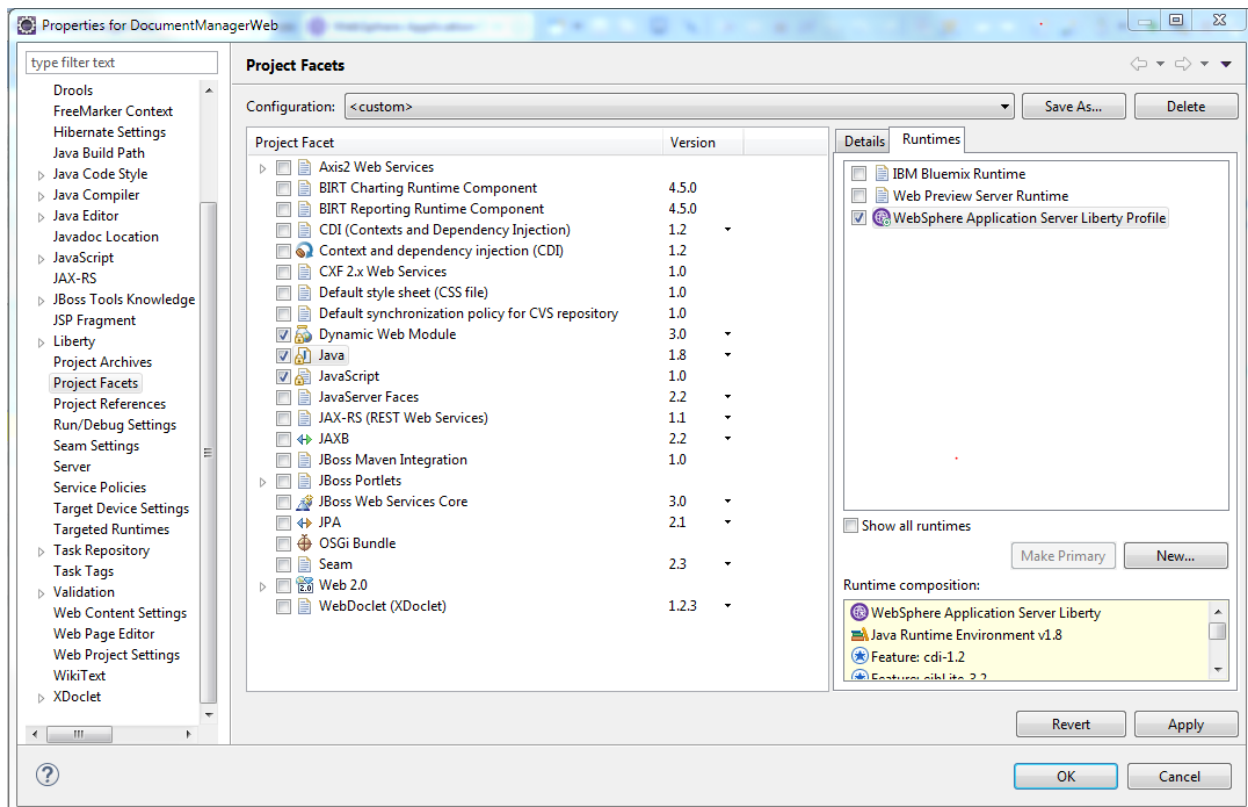 Properties for DocumentManagerWeb
type filter text
Drools
FreeMarker Context
Hibernate Settings
Java Build Path
Java Code Style
Java Compiler
Java Editor
Javadoc Location
JavaScript
JAX-RS
JBoss Tools Knowledge
JSP Fragment
Liberty
Project Archives
Project Facets
Project References
Run/Debug Settings
Seam Settings
Server
Service Policies
Target Device Settings
Targeted Runtimes
Task Repository
Task Tags
Validation
Web Content Settings
Web Page Editor
Web Project Settings
WikiText
XDoclet
Project Facets
Configuration: <custom> Save As... Delete
Project Facet Version
Axis2 Web Services
BIRT Charting Runtime Component 4.5.0
BIRT Reporting Runtime Component 4.5.0
CDI (Contexts and Dependency Injection) 1.2
Context and dependency injection (CDI) 1.2
CXF 2.x Web Services 1.0
Default style sheet (CSS file) 1.0
Default synchronization policy for CVS repository 1.0
Dynamic Web Module 3.0
Java 1.8
JavaScript 1.0
JavaServer Faces 2.2
JAX-RS (REST Web Services) 1.1
JAXB 2.2
JBoss Maven Integration 1.0
JBoss Portlets
JBoss Web Services Core 3.0
JPA 2.1
OSGi Bundle
Seam 2.3
Web 2.0
WebDoclet (XDoclet) 1.2.3
Details Runtimes
IBM Bluemix Runtime
Web Preview Server Runtime
WebSphere Application Server Liberty Profile
Show all runtimes
Make Primary New...
Runtime composition:
WebSphere Application Server Liberty
Java Runtime Environment v1.8
Feature: cdi-1.2
Revert Apply
OK Cancel